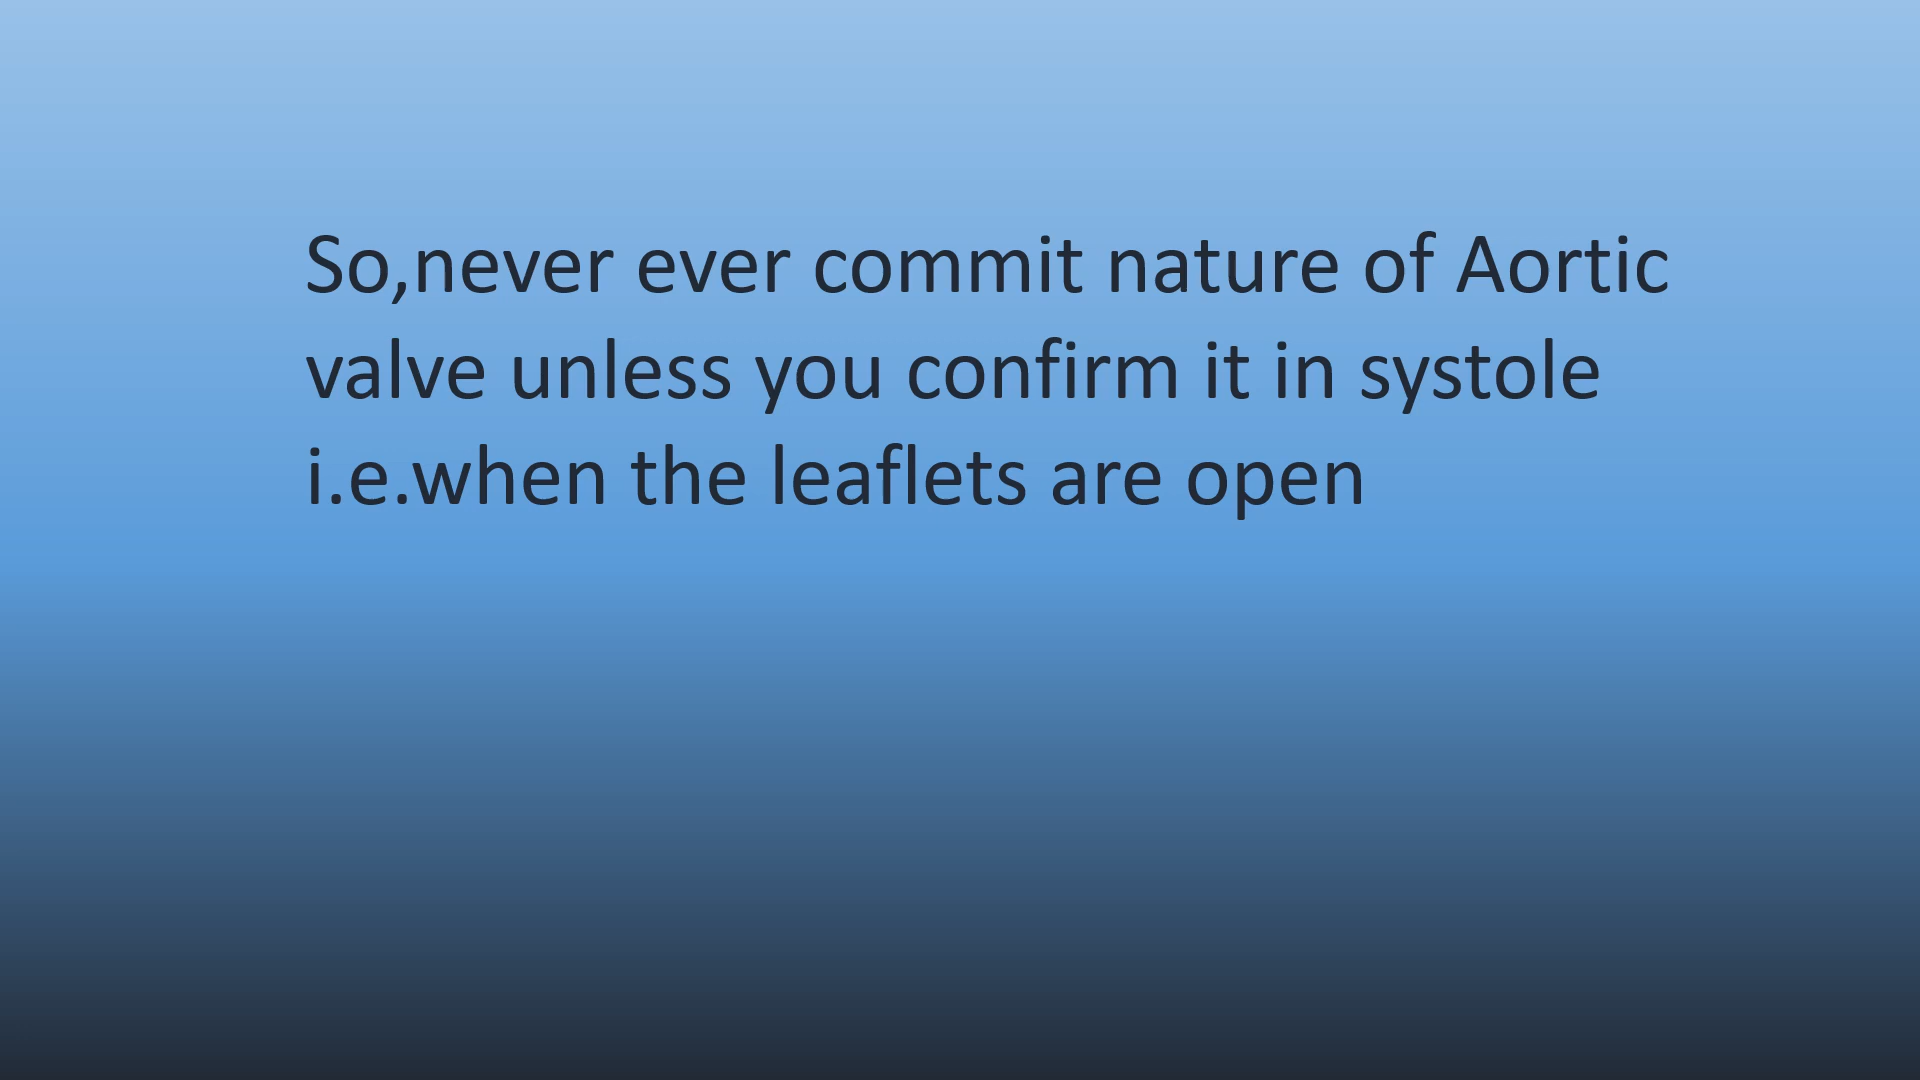 So,never ever commit nature of Aortic
valve unless you confirm it in systole
i.e.when the leaflets are open